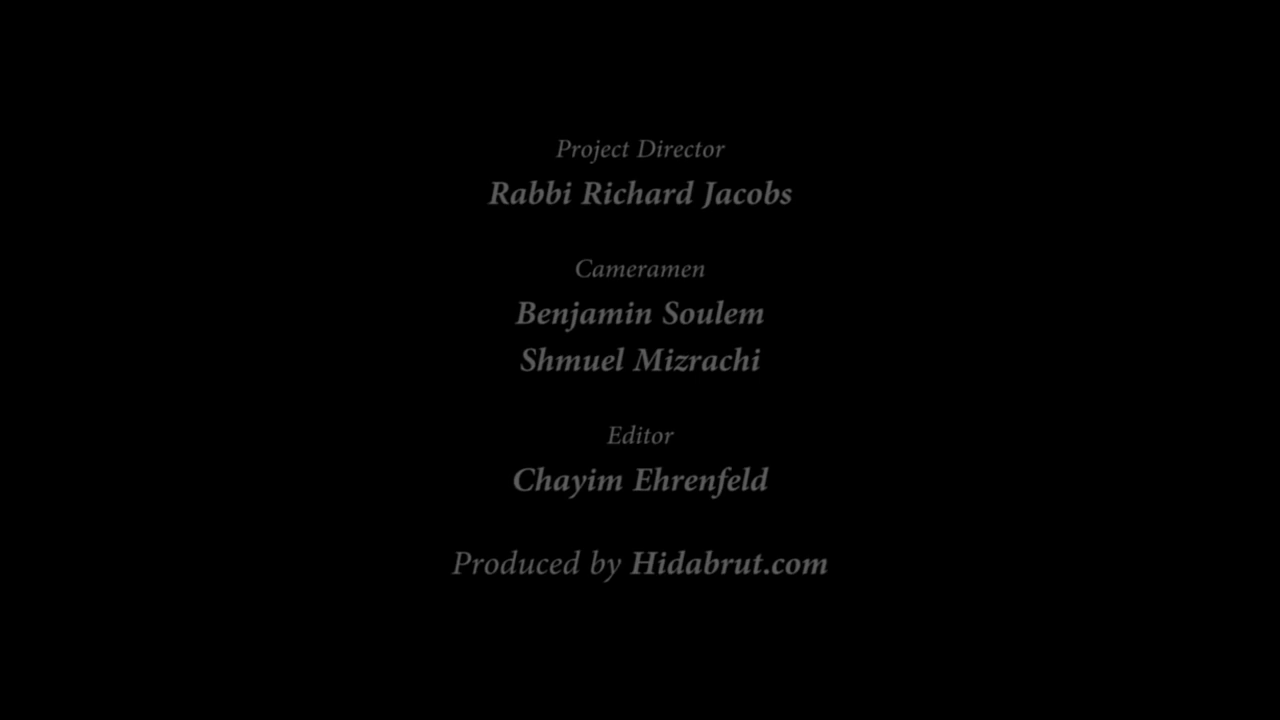 Project Director
Rabbi Richard Jacobs
Cameramen
Benjamin Soulem
Shmuel Mizrachi
Editor
Chayim Ehrenfeld
Produced by Hidabrut.com